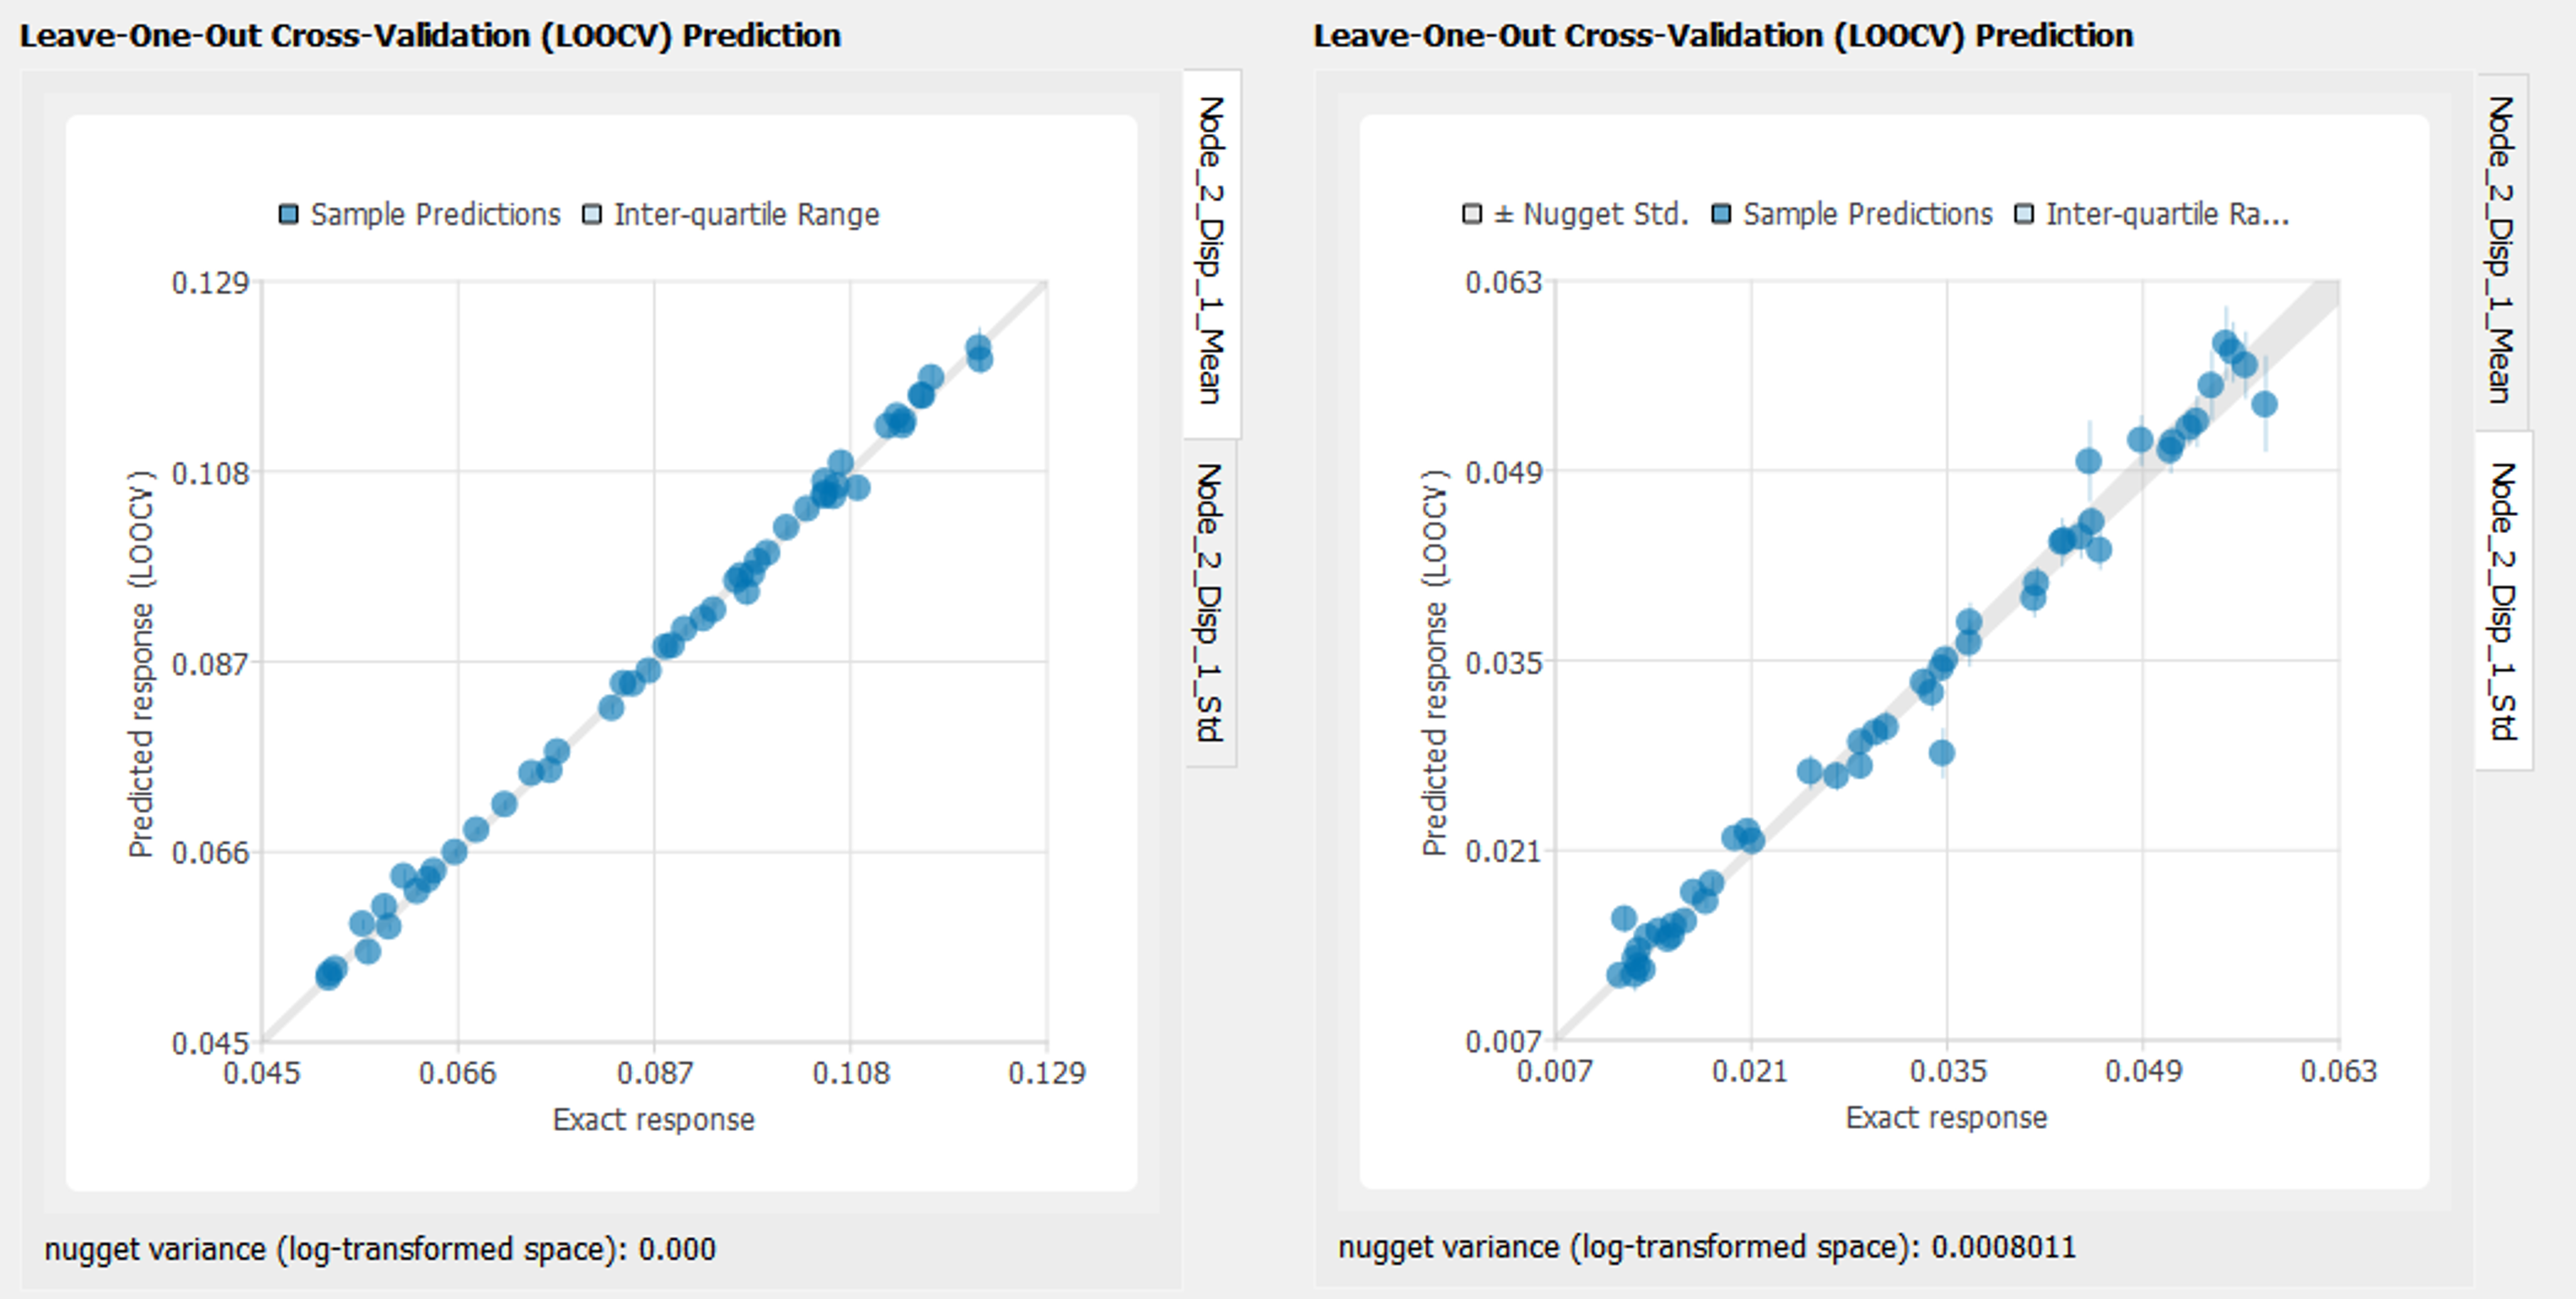 Leave-One-Out Cross-Validation (LOOCV) Prediction
Sample Predictions Inter-quartile Range
0.129
0.108
0.087
0.066
0.045
Predicted response (LOOCV)
0.045 0.066 0.087 0.108 0.129
Exact response
Node_2_Disp_1_Mean
Node_2_Disp_1_Std
nugget variance (log-transformed space): 0.000
Leave-One-Out Cross-Validation (LOOCV) Prediction
± Nugget Std. Sample Predictions Inter-quartile Ra...
0.063
0.049
0.035
0.021
0.007
Predicted response (LOOCV)
0.007 0.021 0.035 0.049 0.063
Exact response
Node_2_Disp_1_Mean
Node_2_Disp_1_Std
nugget variance (log-transformed space): 0.0008011